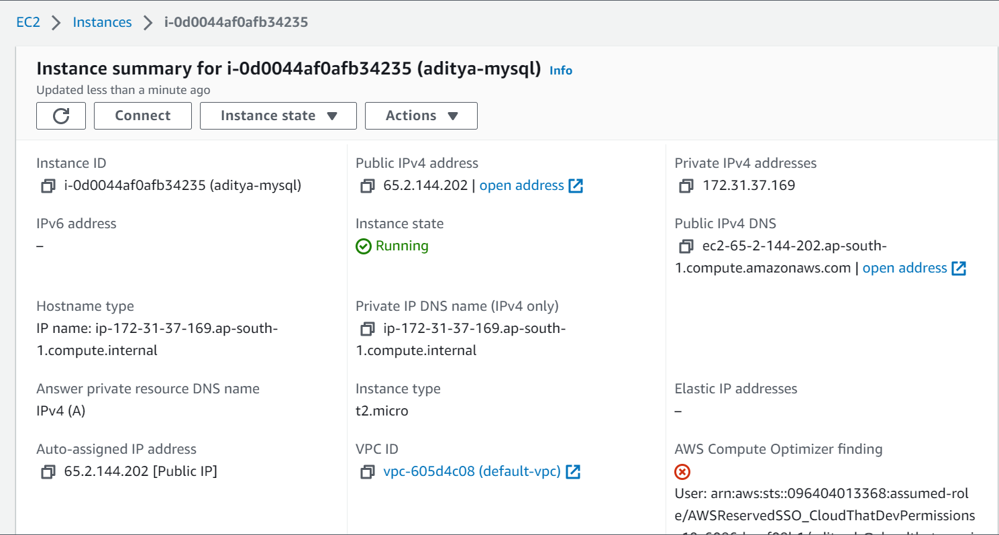 EC2 > Instances > i-0d0044af0afb34235
Instance summary for i-0d0044af0afb34235 (aditya-mysql) Info
Updated less than a minute ago
Connect
Instance state ▼
Actions ▼
Instance ID
i-0d0044af0afb34235 (aditya-mysql)
Public IPv4 address
65.2.144.202 | open address
Private IPv4 addresses
172.31.37.169
IPv6 address
–
Instance state
Running
Public IPv4 DNS
ec2-65-2-144-202.ap-south-
1.compute.amazonaws.com | open address
Hostname type
IP name: ip-172-31-37-169.ap-south-
1.compute.internal
Private IP DNS name (IPv4 only)
ip-172-31-37-169.ap-south-
1.compute.internal
Answer private resource DNS name
IPv4 (A)
Instance type
t2.micro
Elastic IP addresses
–
Auto-assigned IP address
65.2.144.202 [Public IP]
VPC ID
vpc-605d4c08 (default-vpc)
AWS Compute Optimizer finding
User: arn:aws:sts::096404013368:assumed-rol
e/AWSReservedSSO_CloudThatDevPermissions